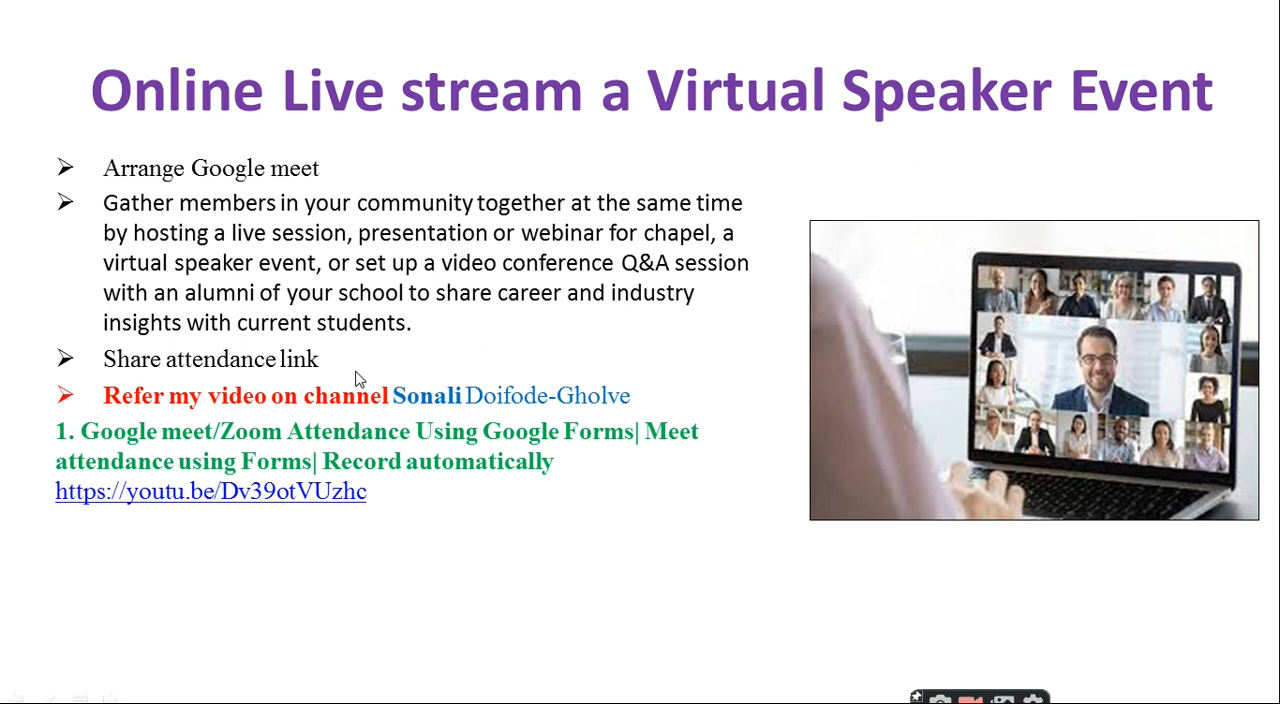 Online Live stream a Virtual Speaker Event
➢ Arrange Google meet
➢ Gather members in your community together at the same time
by hosting a live session, presentation or webinar for chapel, a
virtual speaker event, or set up a video conference Q&A session
with an alumni of your school to share career and industry
insights with current students.
➢ Share attendance link
➢ Refer my video on channel Sonali Doifode-Gholve
1. Google meet/Zoom Attendance Using Google Forms| Meet
attendance using Forms| Record automatically
https://youtu.be/Dv39otVUzhc